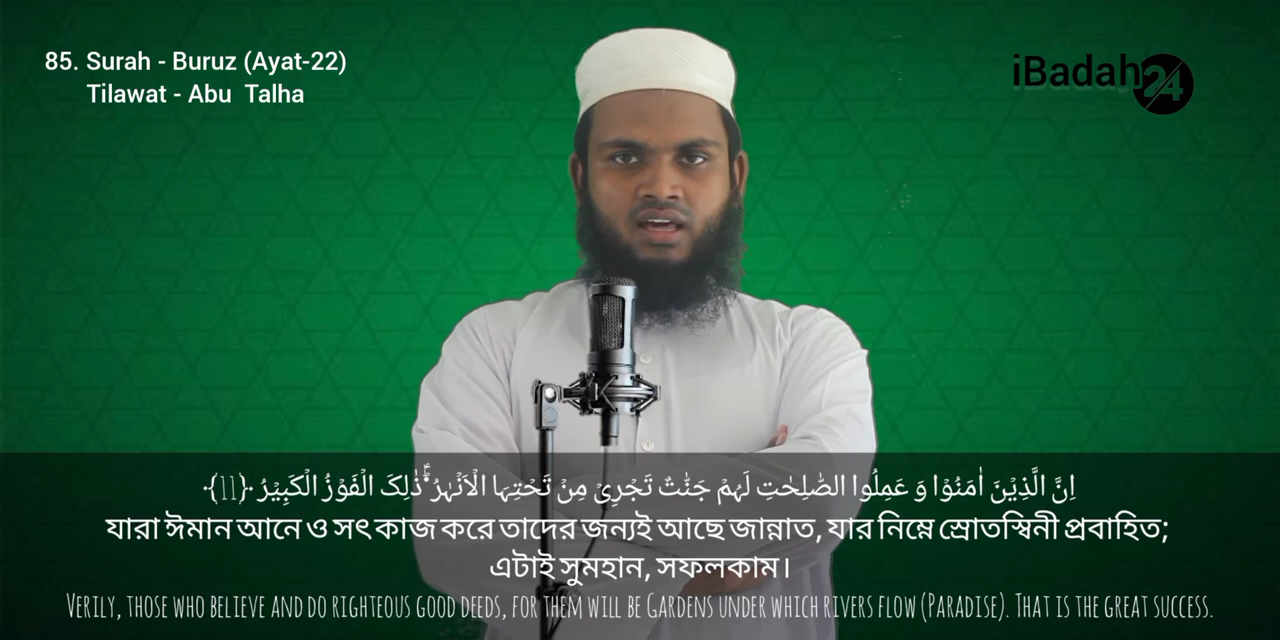 85. Surah - Buruz (Ayat-22)
Tilawat - Abu Talha
iBadah24
اِنَّ الَّذِیْنَ اٰمَنُوْا وَ عَمِلُوا الصّٰلِحٰتِ لَہُمْ جَنّٰتٌ تَجْرِیْ مِنْ تَحْتِہَا الْاَنْہٰرُ ۬ؕ ذٰلِکَ الْفَوْزُ الْکَبِیْرُ ﴿۱۱﴾
যারা ঈমান আনে ও সৎ কাজ করে তাদের জন্যই আছে জান্নাত, যার নিম্নে স্রোতস্বিনী প্রবাহিত;
এটাই সুমহান, সফলকাম।
Verily, those who believe and do righteous good deeds, for them will be Gardens under which rivers flow (Paradise). That is the great success.